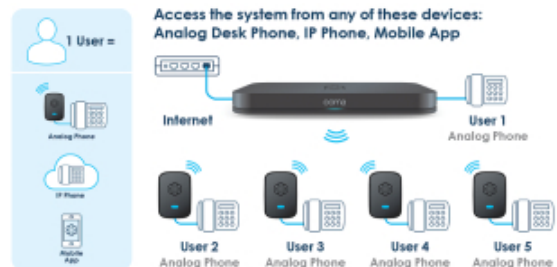 Access the system from any of these devices:
Analog Desk Phone, IP Phone, Mobile App
1 User =
Analog Phone
IP Phone
Mobile
App
Internet
ooma
User 1
Analog Phone
User 2
Analog Phone
User 3
Analog Phone
User 4
Analog Phone
User 5
Analog Phone